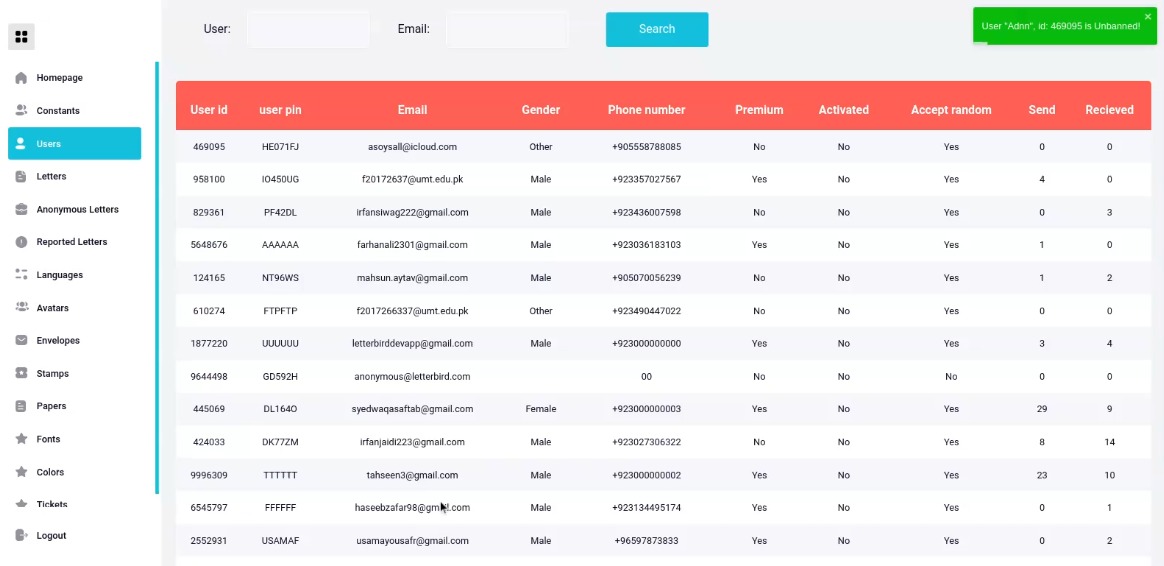 User: Email: Search
User "Adnn", id: 469095 is Unbanned!
Homepage
Constants
Users
Letters
Anonymous Letters
Reported Letters
Languages
Avatars
Envelopes
Stamps
Papers
Fonts
Colors
Tickets
Logout
User id user pin Email Gender Phone number Premium Activated Accept random Send Recieved
469095 HE071FJ asoysall@icloud.com Other +905558788085 No No Yes 0 0
958100 IO450UG f20172637@umt.edu.pk Male +923357027567 Yes No Yes 4 0
829361 PF42DL irfansiwag222@gmail.com Male +923436007598 No No Yes 0 3
5648676 AAAAAA farhanali2301@gmail.com Male +923036183103 Yes No Yes 1 0
124165 NT96WS mahsun.aytav@gmail.com Male +905070056239 No No Yes 1 2
610274 FTPFTP f2017266337@umt.edu.pk Other +923490447022 No No Yes 0 0
1877220 UUUUUU letterbirddevapp@gmail.com Male +923000000000 Yes No Yes 3 4
9644498 GD592H anonymous@letterbird.com 00 No No No 0 0
445069 DL164O syedwaqasaftab@gmail.com Female +923000000003 Yes No Yes 29 9
424033 DK77ZM irfanjaidi223@gmail.com Male +923027306322 No No Yes 8 14
9996309 TTTTTT tahseen3@gmail.com Male +923000000002 Yes No Yes 23 10
6545797 FFFFFF haseebzafar98@gmail.com Male +923134495174 Yes No Yes 0 1
2552931 USAMAF usamayousafr@gmail.com Male +96597873833 Yes No Yes 0 2